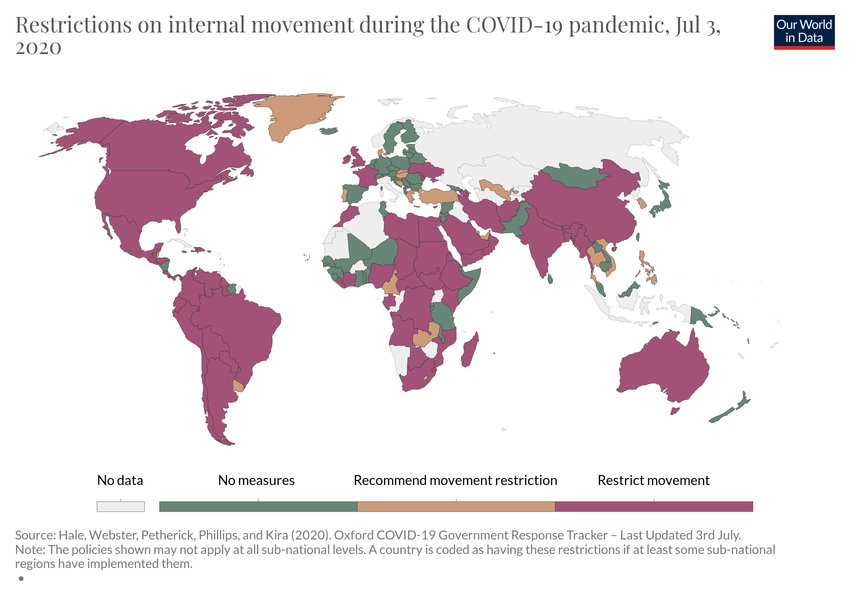 Restrictions on internal movement during the COVID-19 pandemic, Jul 3,
2020
Our World
in Data
No data
No measures
Recommend movement restriction
Restrict movement
Source: Hale, Webster, Petherick, Phillips, and Kira (2020). Oxford COVID-19 Government Response Tracker – Last Updated 3rd July.
Note: The policies shown may not apply at all sub-national levels. A country is coded as having these restrictions if at least some sub-national
regions have implemented them.
•